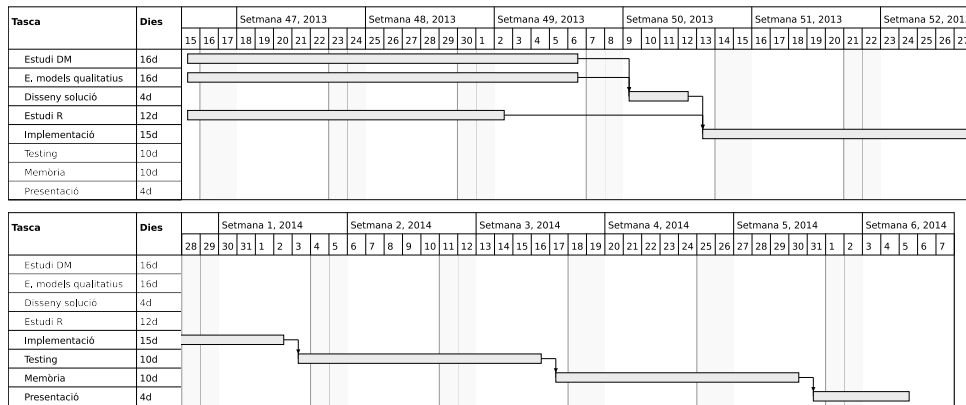 Tasca Dies Setmana 47, 2013 Setmana 48, 2013 Setmana 49, 2013 Setmana 50, 2013 Setmana 51, 2013 Setmana 52, 201
15 16 17 18 19 20 21 22 23 24 25 26 27 28 29 30 1 2 3 4 5 6 7 8 9 10 11 12 13 14 15 16 17 18 19 20 21 22 23 24 25 26 27
Estudi DM 16d
E, models qualitatius 16d
Disseny solució 4d
Estudi R 12d
Implementació 15d
Testing 10d
Memòria 10d
Presentació 4d
Tasca Dies Setmana 1, 2014 Setmana 2, 2014 Setmana 3, 2014 Setmana 4, 2014 Setmana 5, 2014 Setmana 6, 2014
28 29 30 31 1 2 3 4 5 6 7 8 9 10 11 12 13 14 15 16 17 18 19 20 21 22 23 24 25 26 27 28 29 30 31 1 2 3 4 5 6 7
Estudi DM 16d
E, models qualitatius 16d
Disseny solució 4d
Estudi R 12d
Implementació 15d
Testing 10d
Memòria 10d
Presentació 4d